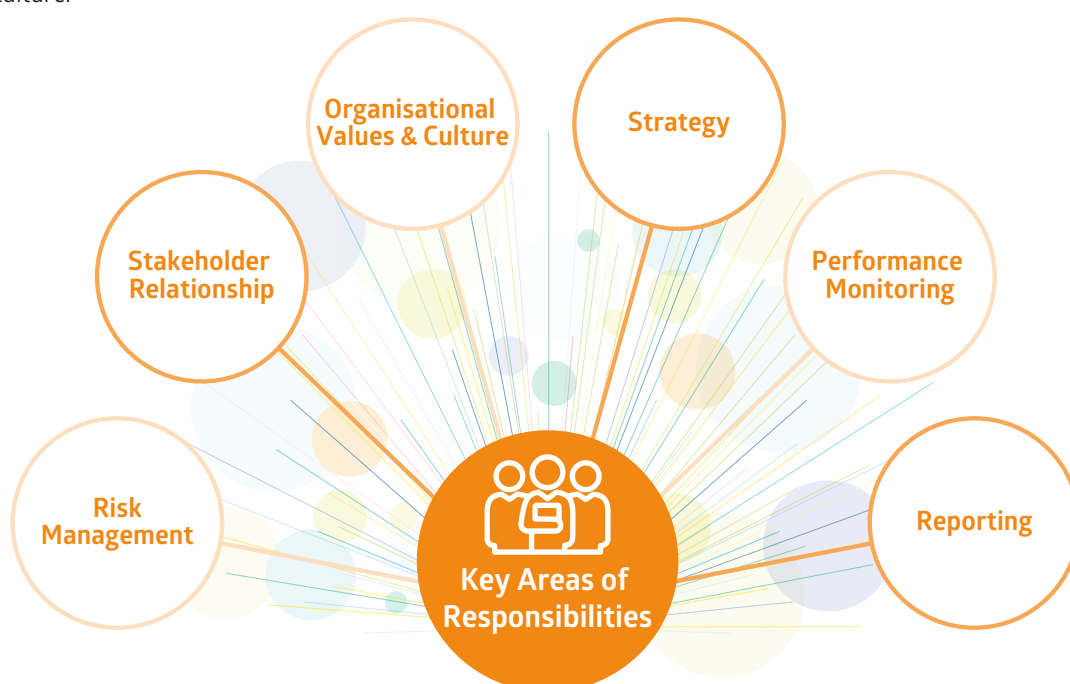 Organisational
Values & Culture
Strategy
Stakeholder
Relationship
Performance
Monitoring
Risk
Management
Reporting
Key Areas of
Responsibilities